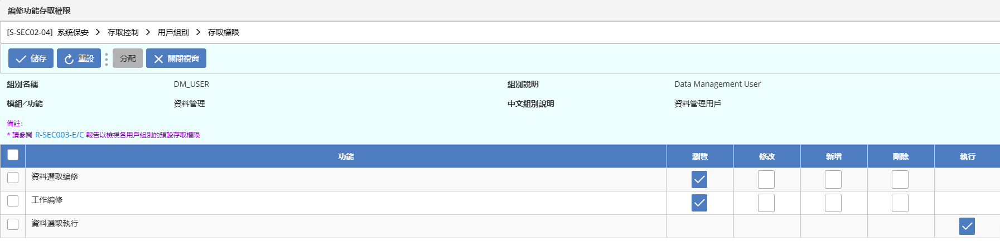 編修功能存取權限
[S-SEC02-04] 系統保安 > 存取控制 > 用戶組別 > 存取權限
儲存 重設 分配 關閉視窗
組別名稱 DM_USER 組別說明 Data Management User
模組/功能 資料管理 中文組別說明 資料管理用戶
備註:
* 請參閱 R-SEC003-E/C 報告以檢視各用戶組別的預設存取權限
功能 瀏覽 修改 新增 刪除 執行
資料選取編修
工作編修
資料選取執行